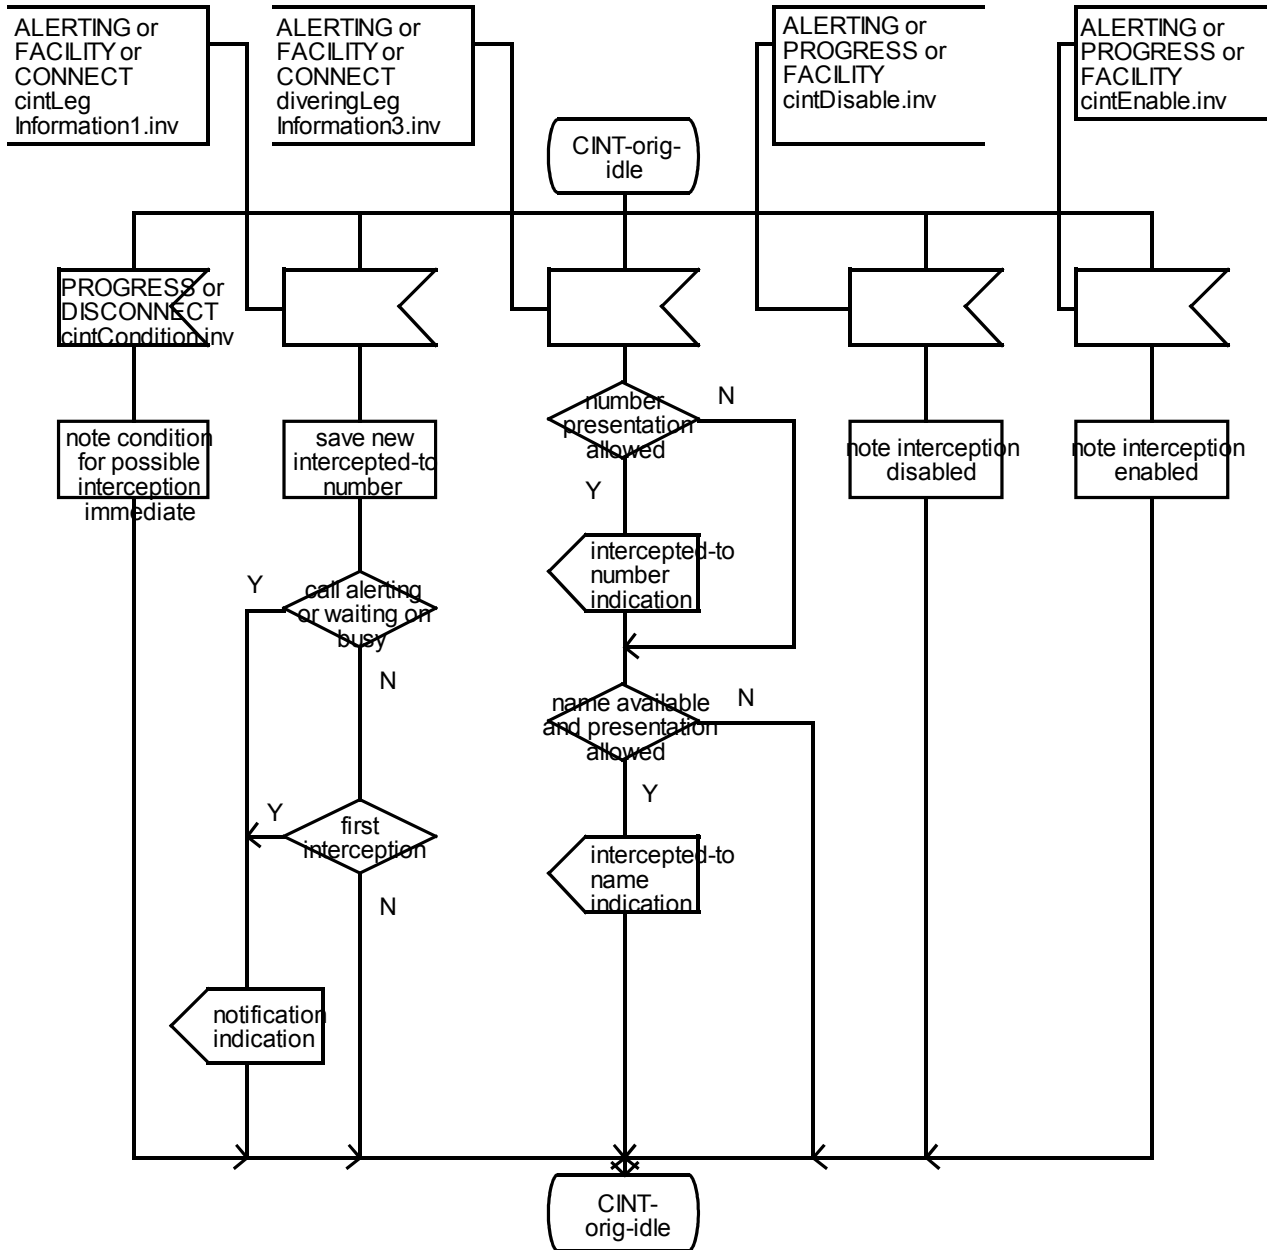 ALERTING or
FACILITY or
CONNECT
cintLeg
Information1.inv
ALERTING or
FACILITY or
CONNECT
diveringLeg
Information3.inv
ALERTING or
PROGRESS or
FACILITY
cintDisable.inv
ALERTING or
PROGRESS or
FACILITY
cintEnable.inv
CINT-orig-
idle
PROGRESS or
DISCONNECT
cintCondition.inv
note condition
for possible
interception
immediate
save new
intercepted-to
number
number
presentation
allowed
N
Y
note interception
disabled
note interception
enabled
intercepted-to
number
indication
Y
call alerting
or waiting on
busy
N
name available
and presentation
allowed
N
Y
Y
first
interception
N
intercepted-to
name
indication
notification
indication
CINT-
orig-idle